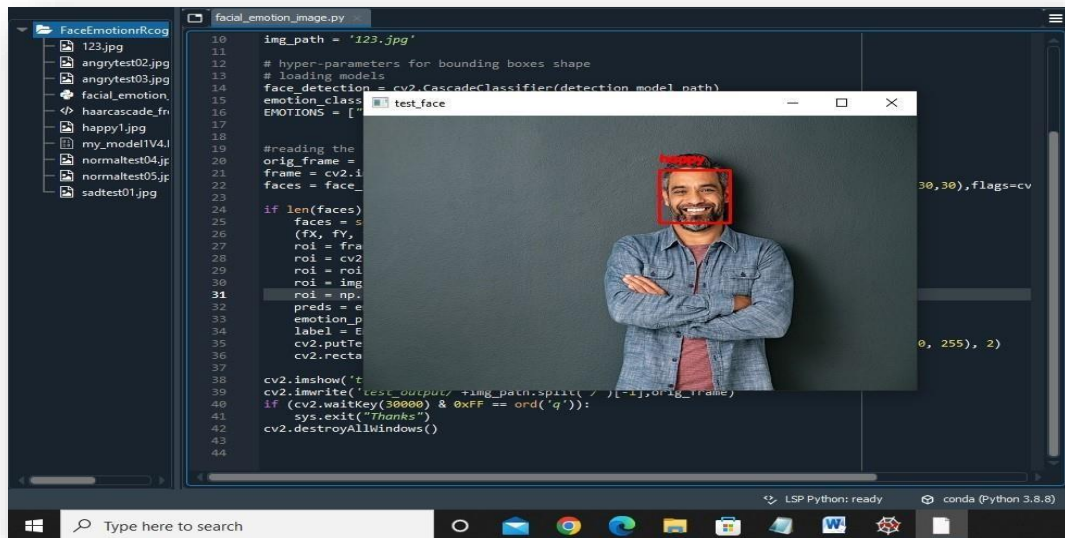 facial_emotion_image.py
FaceEmotionrRcog
123.jpg
angrytest02.jpg
angrytest03.jpg
facial_emotion_
haarcascade_fr
happy1.jpg
my_model1V4.l
normaltest04.jp
normaltest05.jp
sadtest01.jpg
10 img_path = '123.jpg'
11
12 # hyper-parameters for bounding boxes shape
13 # loading models
14 face_detection = cv2.CascadeClassifier(detection_model_path)
15 emotion_class
16 EMOTIONS = ["
17
18
19 #reading the
20 orig_frame =
21 frame = cv2.i
22 faces = face_ 30,30),flags=cv
23
24 if len(faces)
25 faces = s
26 (fX, fY,
27 roi = fra
28 roi = cv2
29 roi = roi
30 roi = img
31 roi = np.
32 preds = e
33 emotion_p
34 label = E
35 cv2.putTe 0, 255), 2)
36 cv2.recta
37
38 cv2.imshow('t
39 cv2.imwrite('test_output/'+img_path.split('/')[-1],orig_frame)
40 if (cv2.waitKey(30000) & 0xFF == ord('q')):
41 sys.exit("Thanks")
42 cv2.destroyAllWindows()
43
44
test_face
happy
LSP Python: ready
conda (Python 3.8.8)
Type here to search